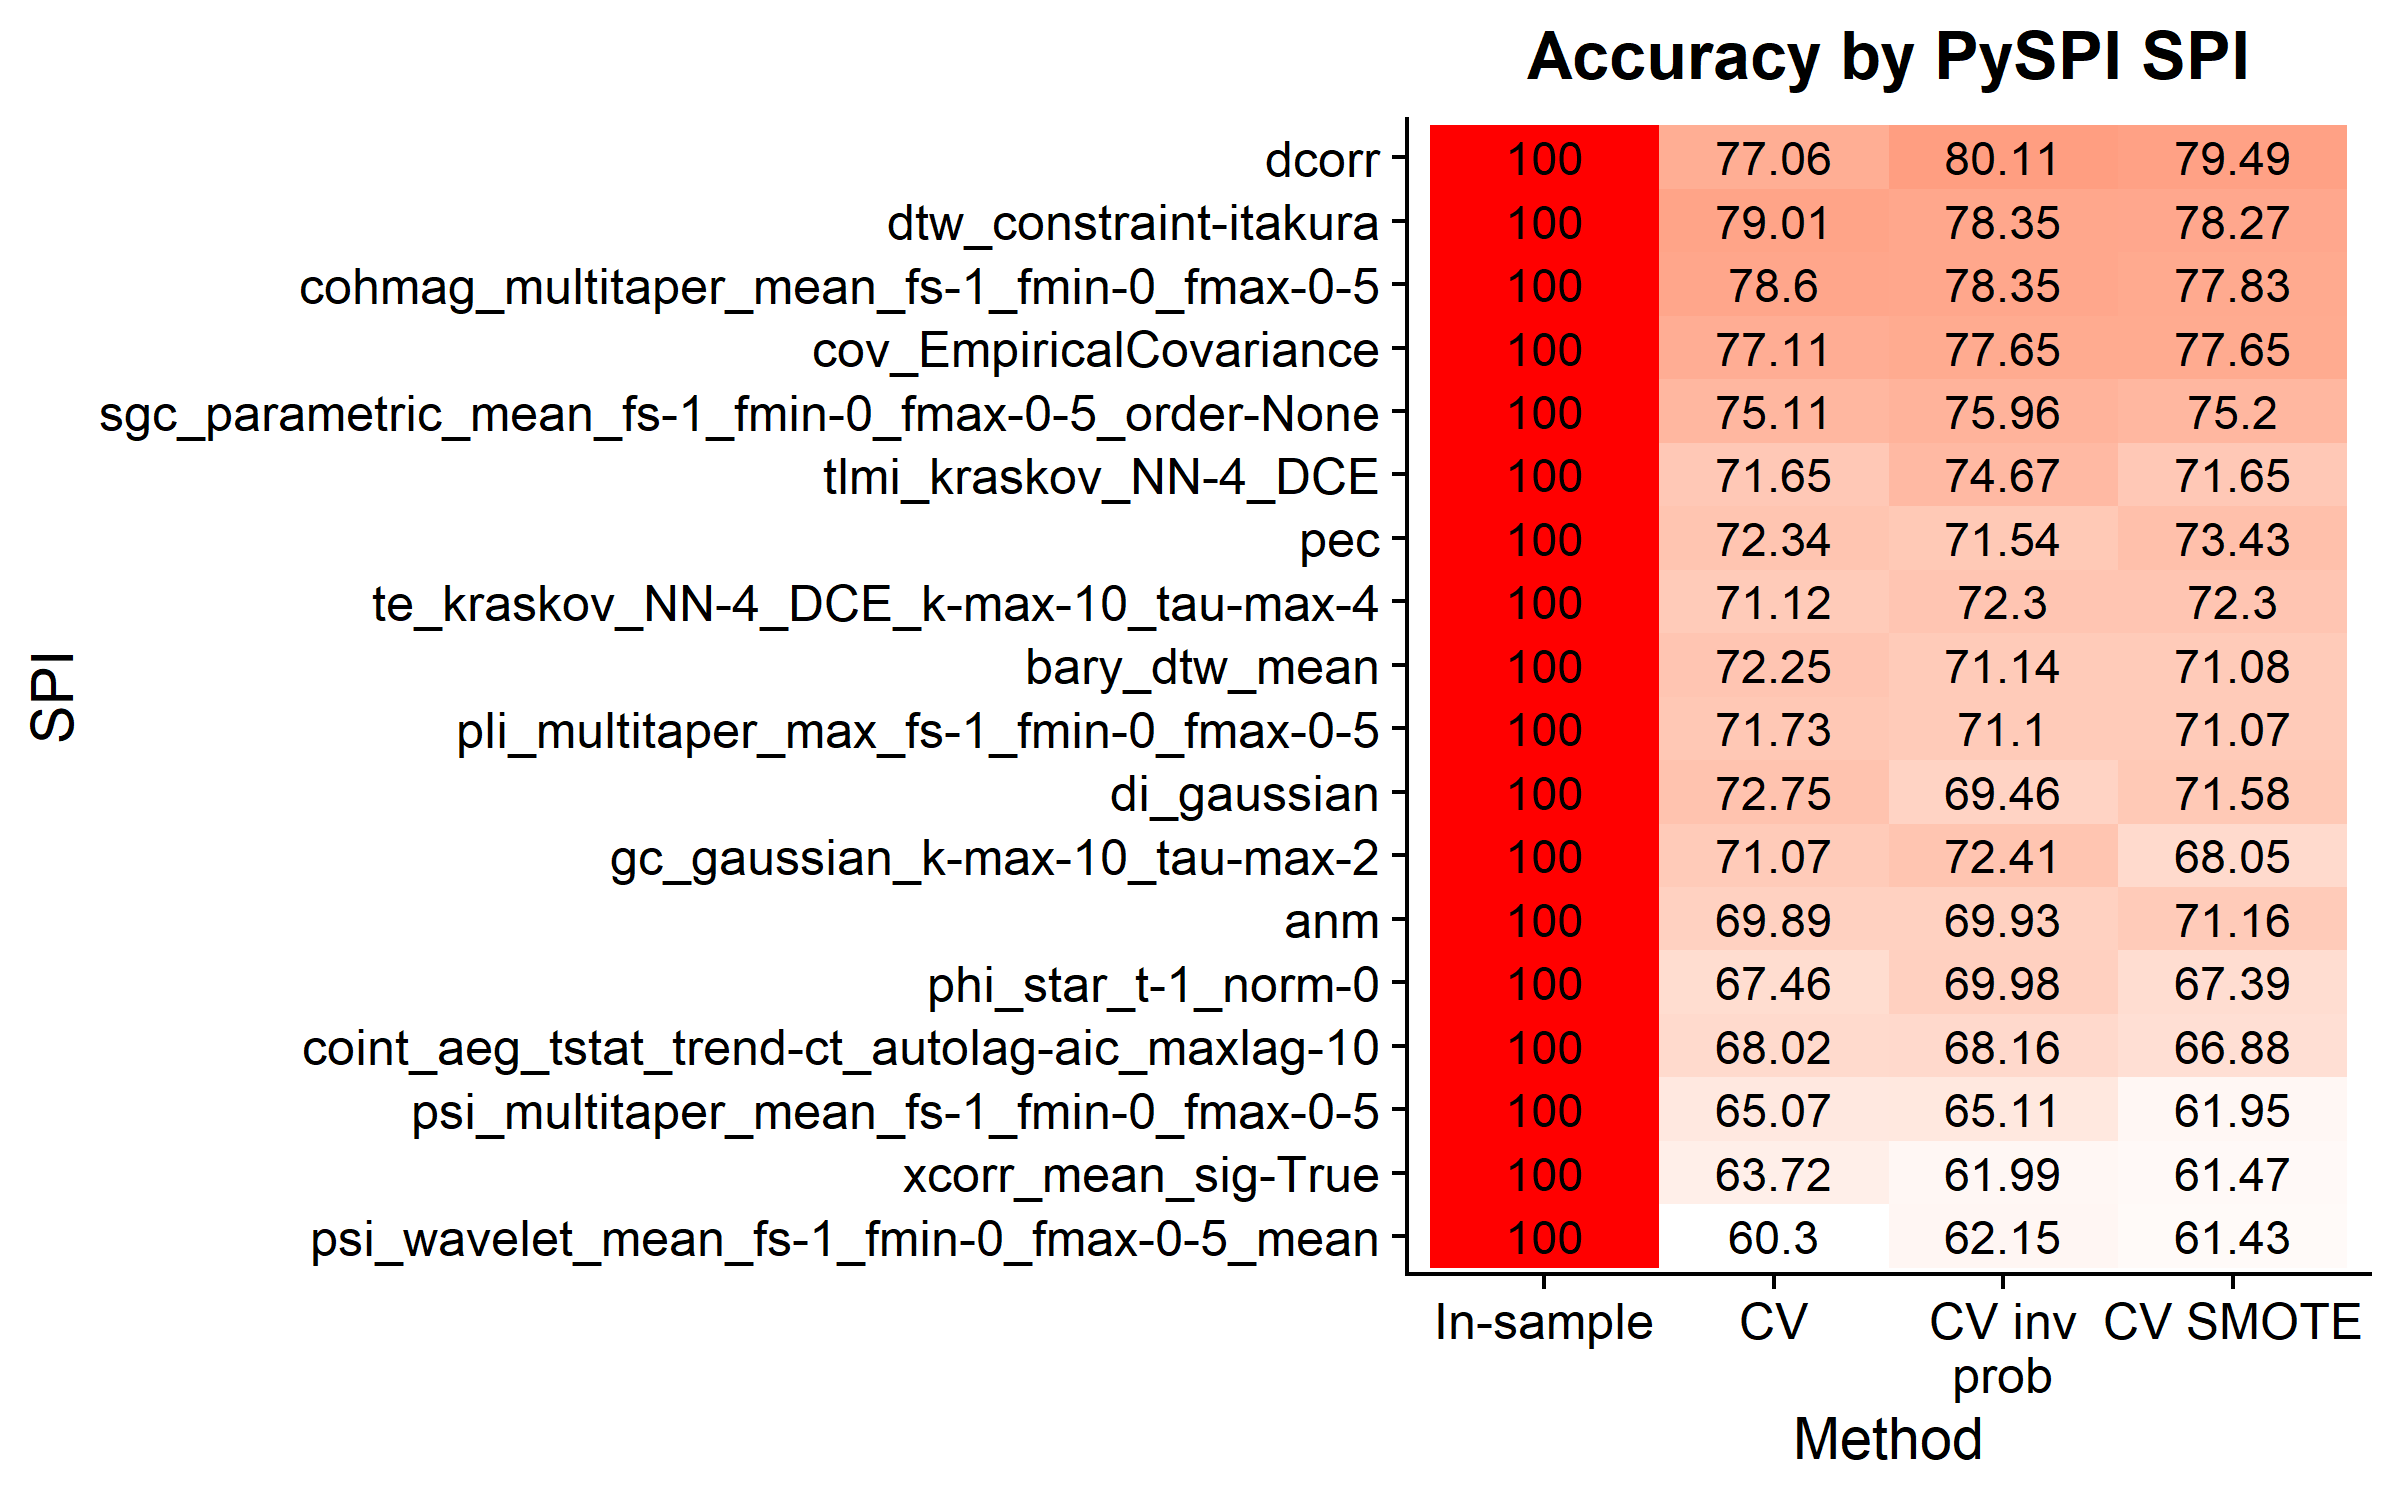 Accuracy by PySPI SPI
SPI
dcorr 100 77.06 80.11 79.49
dtw_constraint-itakura 100 79.01 78.35 78.27
cohmag_multitaper_mean_fs-1_fmin-0_fmax-0-5 100 78.6 78.35 77.83
cov_EmpiricalCovariance 100 77.11 77.65 77.65
sgc_parametric_mean_fs-1_fmin-0_fmax-0-5_order-None 100 75.11 75.96 75.2
tlmi_kraskov_NN-4_DCE 100 71.65 74.67 71.65
pec 100 72.34 71.54 73.43
te_kraskov_NN-4_DCE_k-max-10_tau-max-4 100 71.12 72.3 72.3
bary_dtw_mean 100 72.25 71.14 71.08
pli_multitaper_max_fs-1_fmin-0_fmax-0-5 100 71.73 71.1 71.07
di_gaussian 100 72.75 69.46 71.58
gc_gaussian_k-max-10_tau-max-2 100 71.07 72.41 68.05
anm 100 69.89 69.93 71.16
phi_star_t-1_norm-0 100 67.46 69.98 67.39
coint_aeg_tstat_trend-ct_autolag-aic_maxlag-10 100 68.02 68.16 66.88
psi_multitaper_mean_fs-1_fmin-0_fmax-0-5 100 65.07 65.11 61.95
xcorr_mean_sig-True 100 63.72 61.99 61.47
psi_wavelet_mean_fs-1_fmin-0_fmax-0-5_mean 100 60.3 62.15 61.43
In-sample CV CV inv CV SMOTE
prob
Method